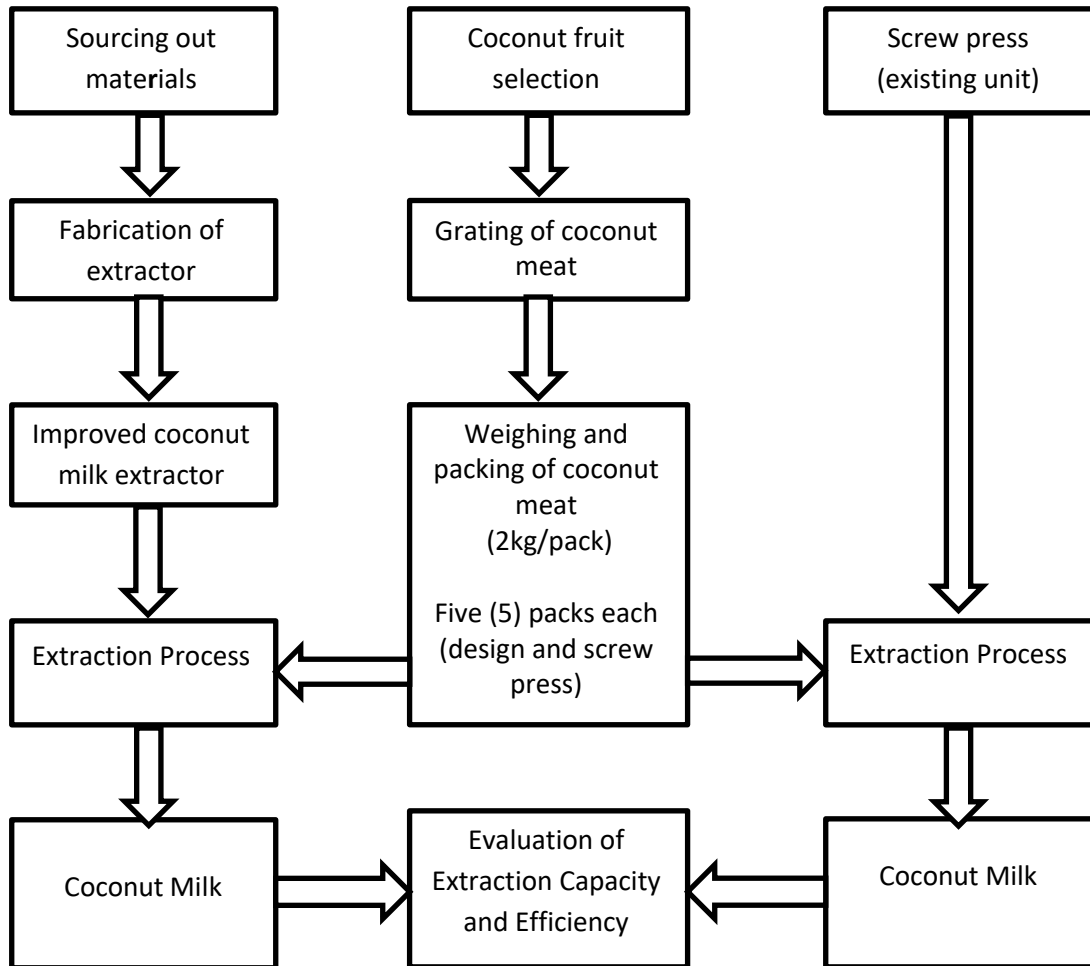 Sourcing out
materials
Coconut fruit
selection
Screw press
(existing unit)
Fabrication of
extractor
Grating of coconut
meat
Improved coconut
milk extractor
Weighing and
packing of coconut
meat
(2kg/pack)
Five (5) packs each
(design and screw
press)
Extraction Process
Extraction Process
Coconut Milk
Evaluation of
Extraction Capacity
and Efficiency
Coconut Milk